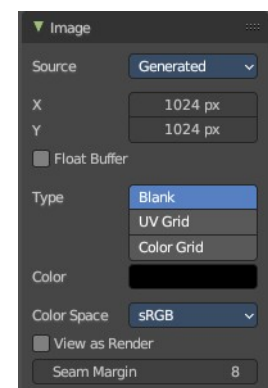 Image
Source Generated
X 1024 px
Y 1024 px
Float Buffer
Type Blank
UV Grid
Color Grid
Color
Color Space sRGB
View as Render
Seam Margin 8